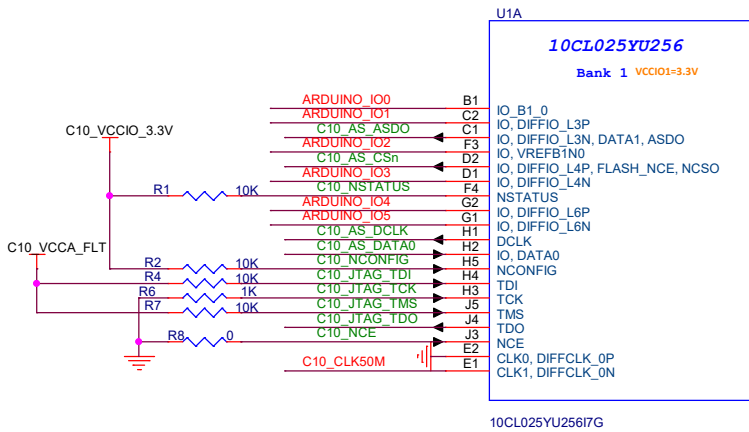 U1A
10CL025YU256
Bank 1 VCCIO1=3.3V
ARDUINO_IO0 B1 IO_B1_0
ARDUINO_IO1 C2 IO, DIFFIO_L3P
C10_VCCIO_3.3V C10_AS_ASDO C1 IO, DIFFIO_L3N, DATA1, ASDO
ARDUINO_IO2 F3 IO, VREFB1N0
C10_AS_CSn D2 IO, DIFFIO_L4P, FLASH_NCE, NCSO
ARDUINO_IO3 D1 IO, DIFFIO_L4N
R1 10K C10_NSTATUS F4 NSTATUS
ARDUINO_IO4 G2 IO, DIFFIO_L6P
ARDUINO_IO5 G1 IO, DIFFIO_L6N
C10_VCCA_FLT C10_AS_DCLK H1 DCLK
C10_AS_DATA0 H2 IO, DATA0
R2 10K C10_NCONFIG H5 NCONFIG
R4 10K C10_JTAG_TDI H4 TDI
R6 1K C10_JTAG_TCK H3 TCK
R7 10K C10_JTAG_TMS J5 TMS
C10_JTAG_TDO J4 TDO
R8 0 C10_NCE J3 NCE
E2 CLK0, DIFFCLK_0P
C10_CLK50M E1 CLK1, DIFFCLK_0N
10CL025YU256I7G